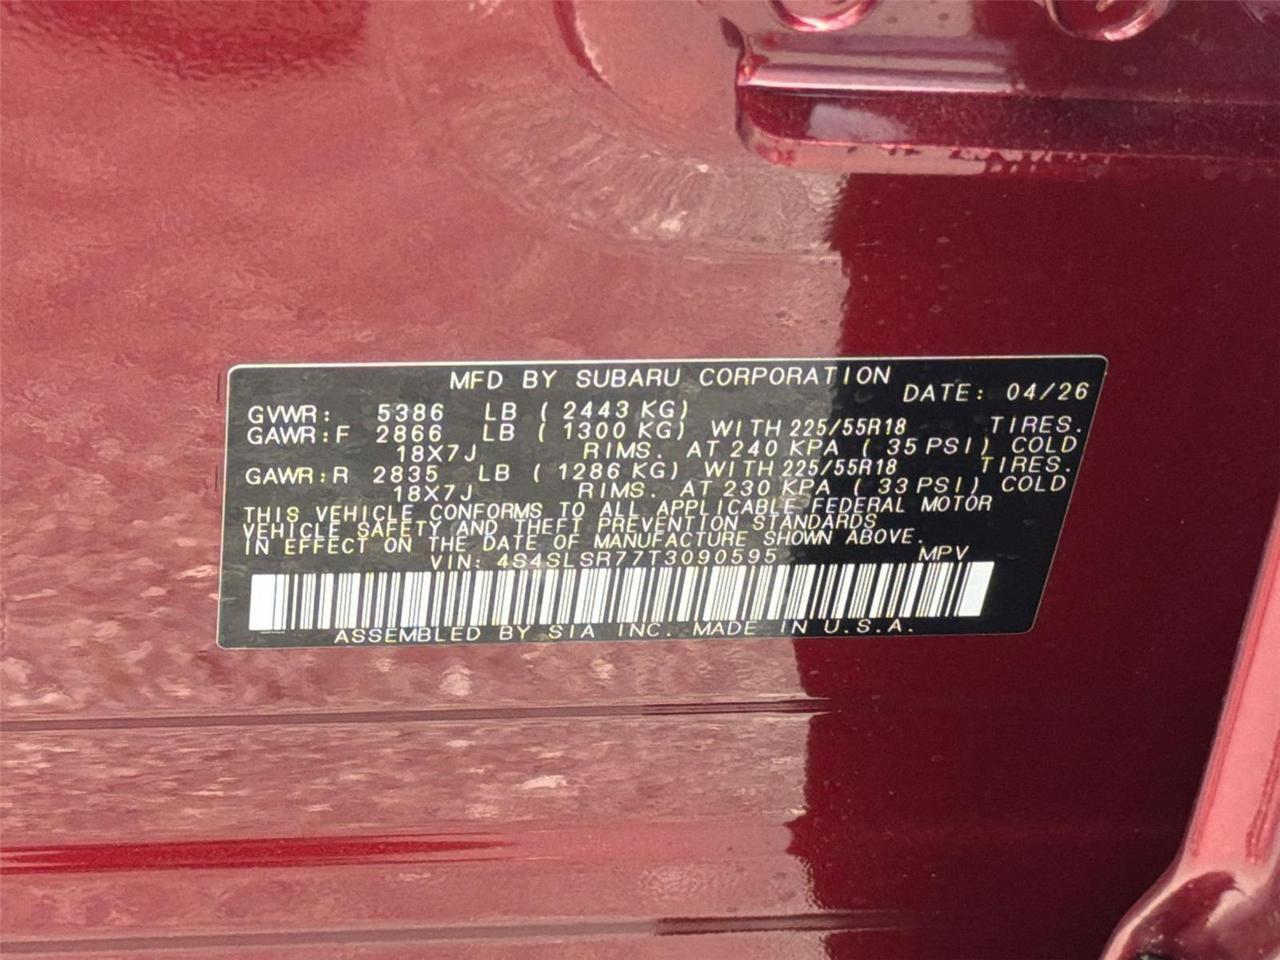 MFD BY SUBARU CORPORATION
DATE: 04/26
GVWR: 5386 LB ( 2443 KG)
GAWR:F 2866 LB ( 1300 KG) WITH 225/55R18 TIRES.
18X7J RIMS. AT 240 KPA ( 35 PSI) COLD
GAWR:R 2835 LB ( 1286 KG) WITH 225/55R18 TIRES.
18X7J RIMS. AT 230 KPA ( 33 PSI) COLD
THIS VEHICLE CONFORMS TO ALL APPLICABLE FEDERAL MOTOR
VEHICLE SAFETY AND THEFT PREVENTION STANDARDS
IN EFFECT ON THE DATE OF MANUFACTURE SHOWN ABOVE.
VIN: 4S4SLSR77T3090595 MPV
ASSEMBLED BY SIA INC. MADE IN U.S.A.